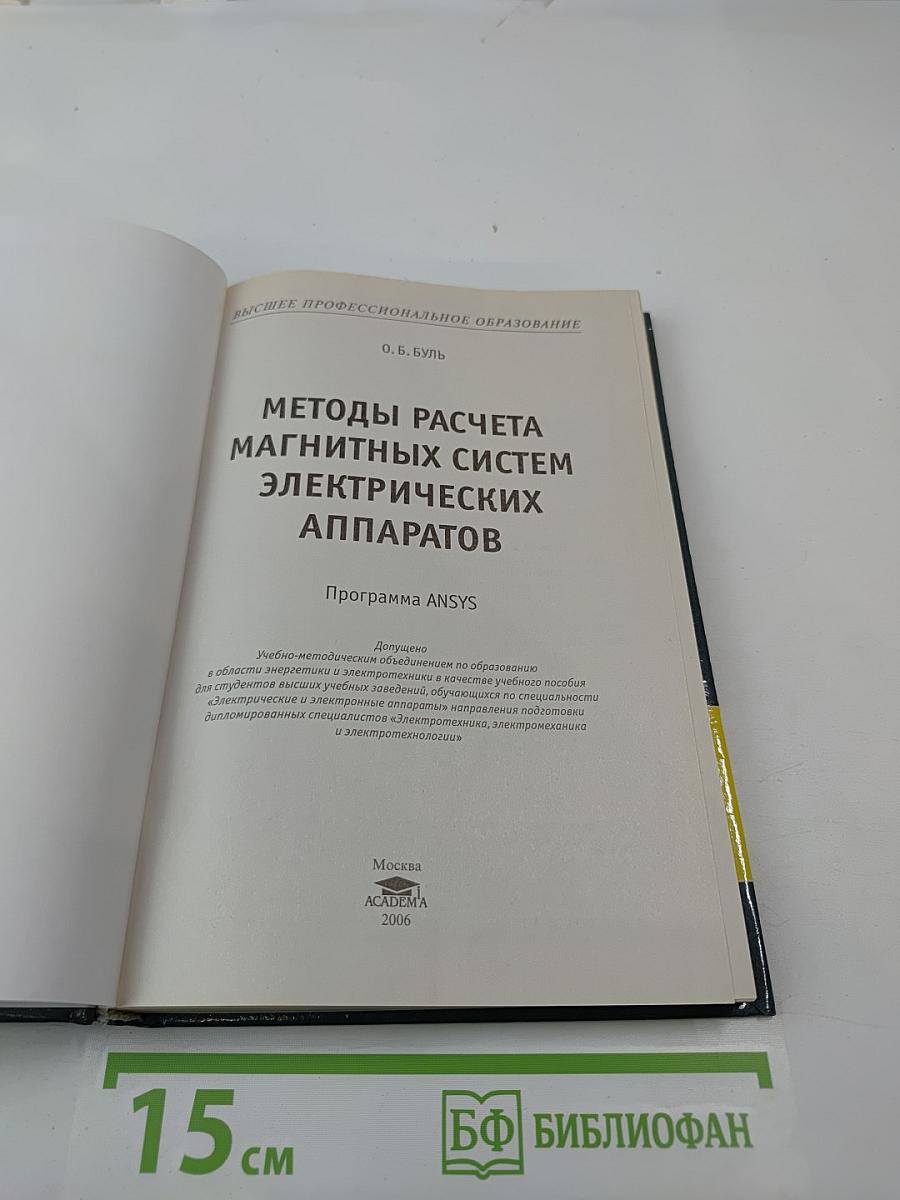 ВЫСШЕЕ ПРОФЕССИОНАЛЬНОЕ ОБРАЗОВАНИЕ
О. Б. БУЛЬ
МЕТОДЫ РАСЧЕТА
МАГНИТНЫХ СИСТЕМ
ЭЛЕКТРИЧЕСКИХ
АППАРАТОВ
Программа ANSYS
Допущено
Учебно-методическим объединением по образованию
в области энергетики и электротехники в качестве учебного пособия
для студентов высших учебных заведений, обучающихся по специальности
«Электрические и электронные аппараты» направления подготовки
дипломированных специалистов «Электротехника, электромеханика
и электротехнологии»
Москва
ACADEMA
2006
15 см
БФ БИБЛИОФАН